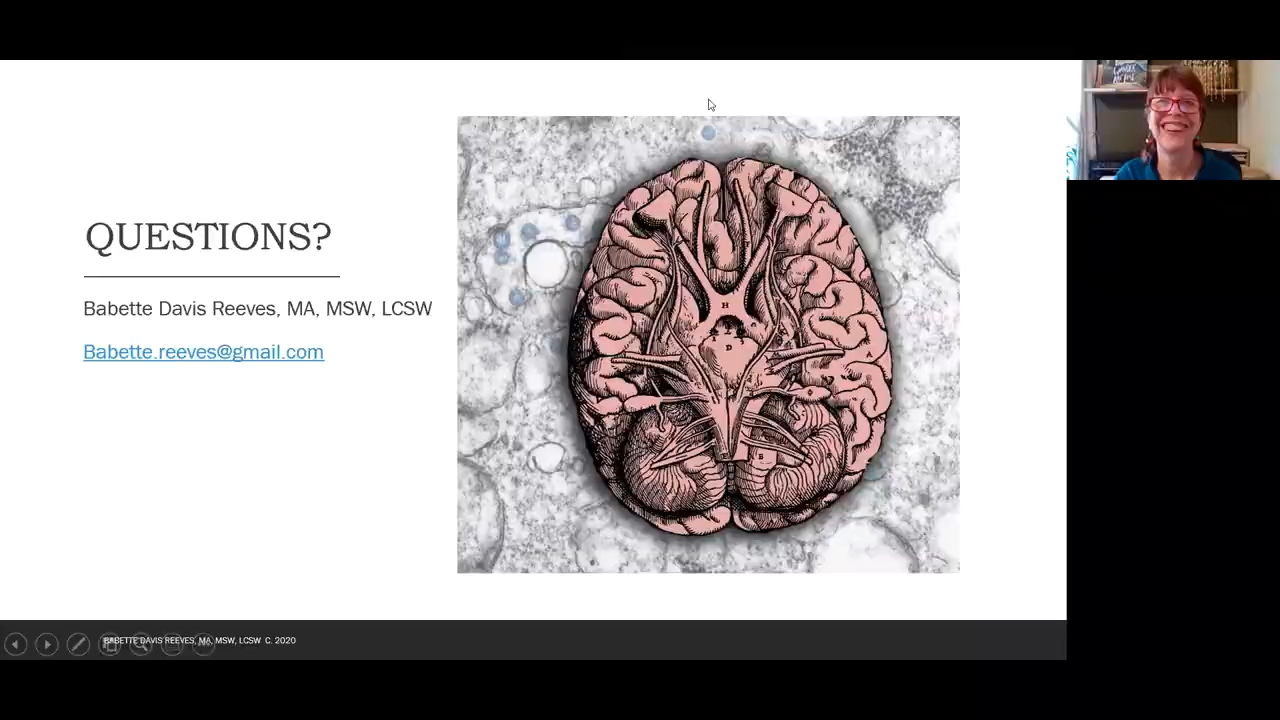 QUESTIONS?
Babette Davis Reeves, MA, MSW, LCSW
Babette.reeves@gmail.com
H
D
A
B
BABETTE DAVIS REEVES, MA, MSW, LCSW C. 2020